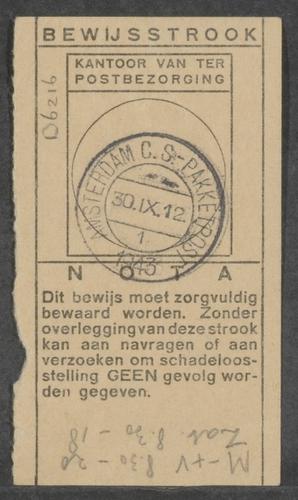 BEWIJSSTROOK
KANTOOR VAN TER
POSTBEZORGING
D6216
AMSTERDAM C.S.-PAKKETPOST
30.IX.12
1
1943
N O T A
Dit bewijs moet zorgvuldig
bewaard worden. Zonder
overlegging van deze strook
kan aan navragen of aan
verzoeken om schadeloos-
stelling GEEN gevolg wor-
den gegeven.
M - + V 8.30 - 20
Zat. 8.30 - 18